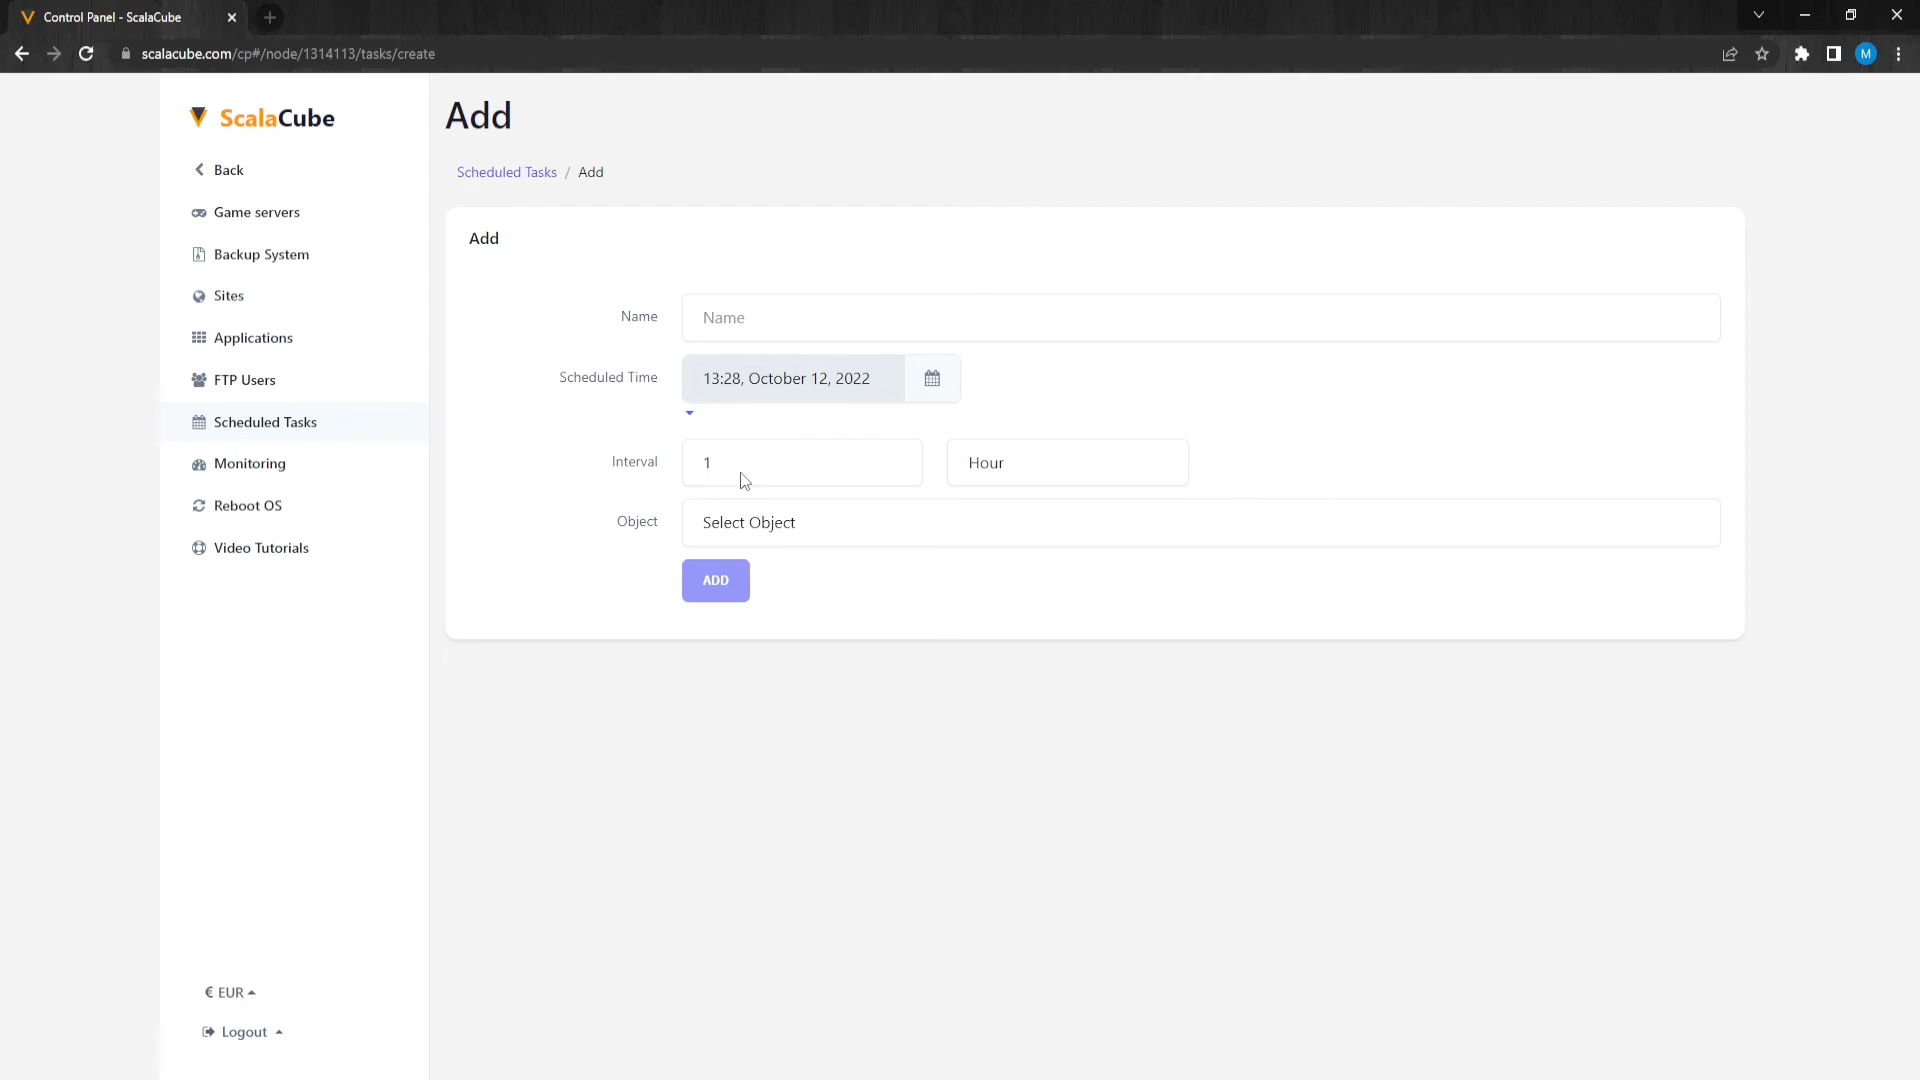 Control Panel - ScalaCube
scalacube.com/cp#/node/1314113/tasks/create
M
ScalaCube
Back
Game servers
Backup System
Sites
Applications
FTP Users
Scheduled Tasks
Monitoring
Reboot OS
Video Tutorials
€ EUR
Logout
Add
Scheduled Tasks / Add
Add
Name Name
Scheduled Time 13:28, October 12, 2022
Interval 1 Hour
Object Select Object
ADD